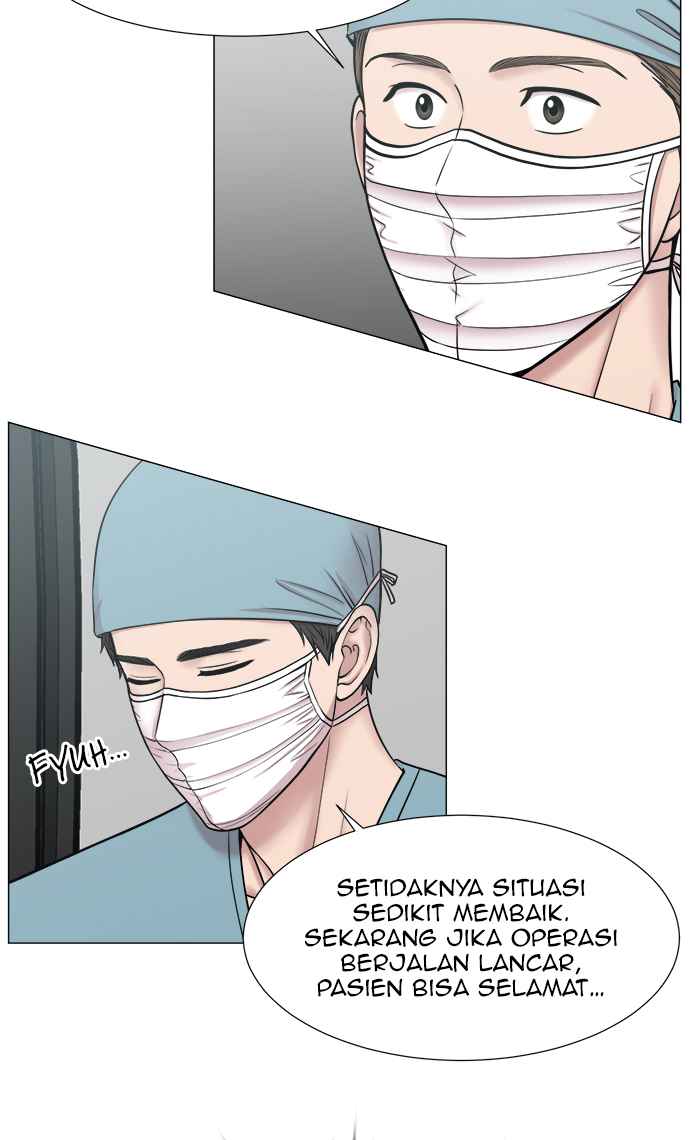 FYUH...
SETIDAKNYA SITUASI
SEDIKIT MEMBAIK.
SEKARANG JIKA OPERASI
BERJALAN LANCAR,
PASIEN BISA SELAMAT...